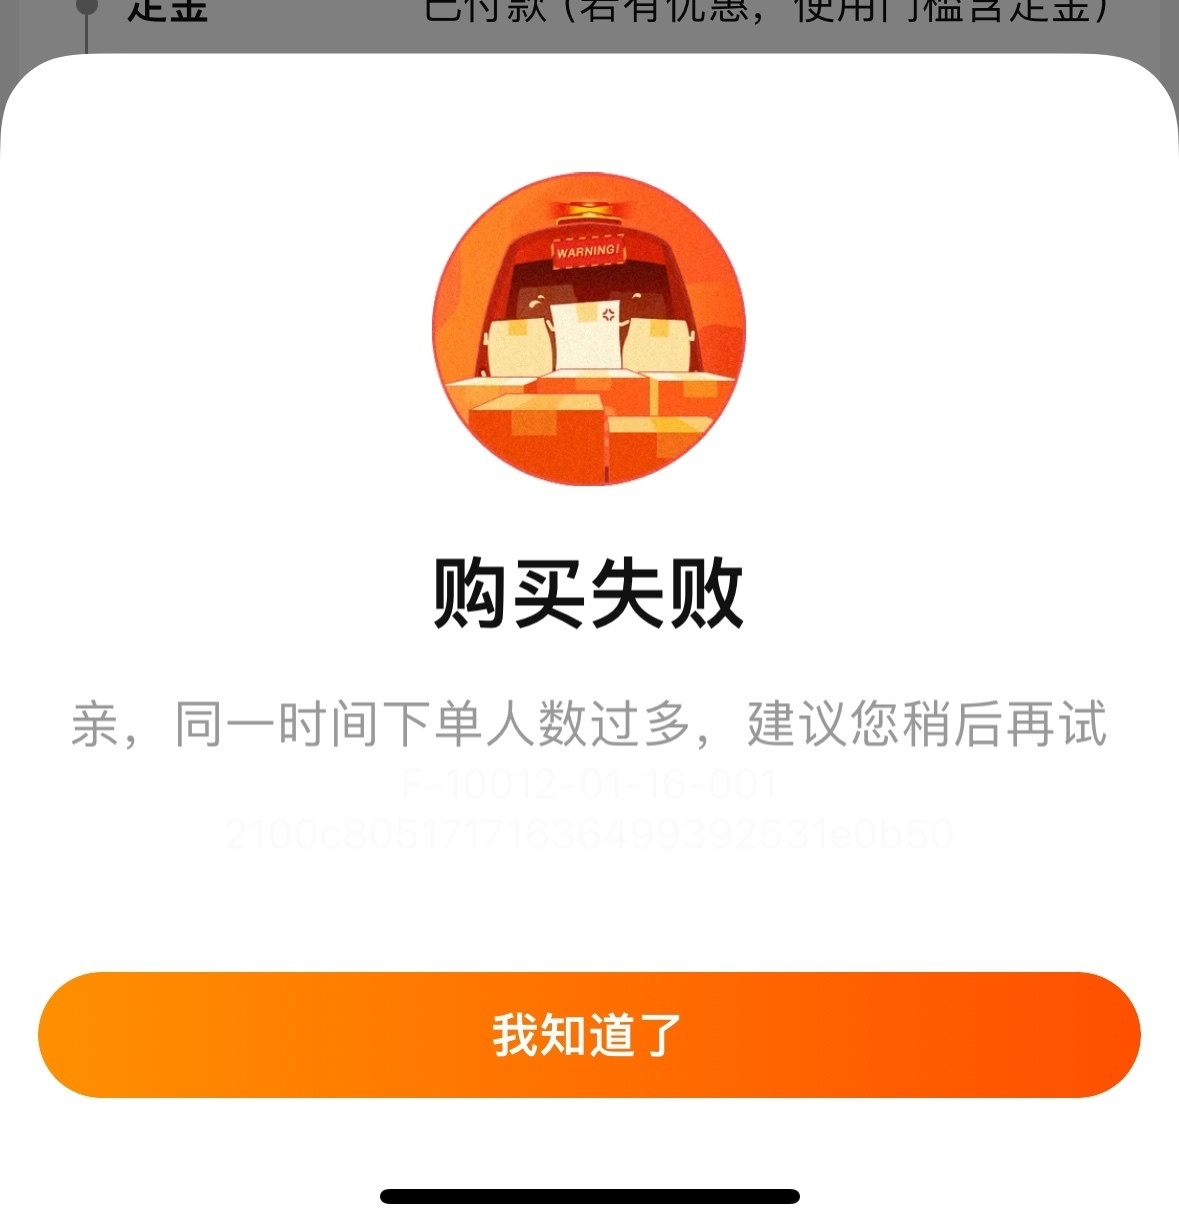 定金 已付款（若有优惠，使用门槛含定金）
WARNING!
购买失败
亲，同一时间下单人数过多，建议您稍后再试
F-10012-01-16-001
2100c80517171636499392531e0b50
我知道了